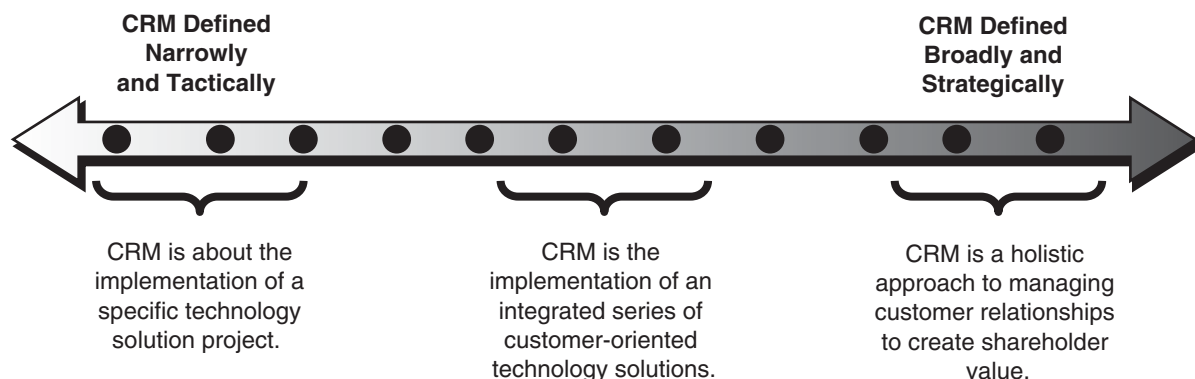 CRM Defined
Narrowly
and Tactically
CRM Defined
Broadly and
Strategically
CRM is about the
implementation of a
specific technology
solution project.
CRM is the
implementation of an
integrated series of
customer-oriented
technology solutions.
CRM is a holistic
approach to managing
customer relationships
to create shareholder
value.